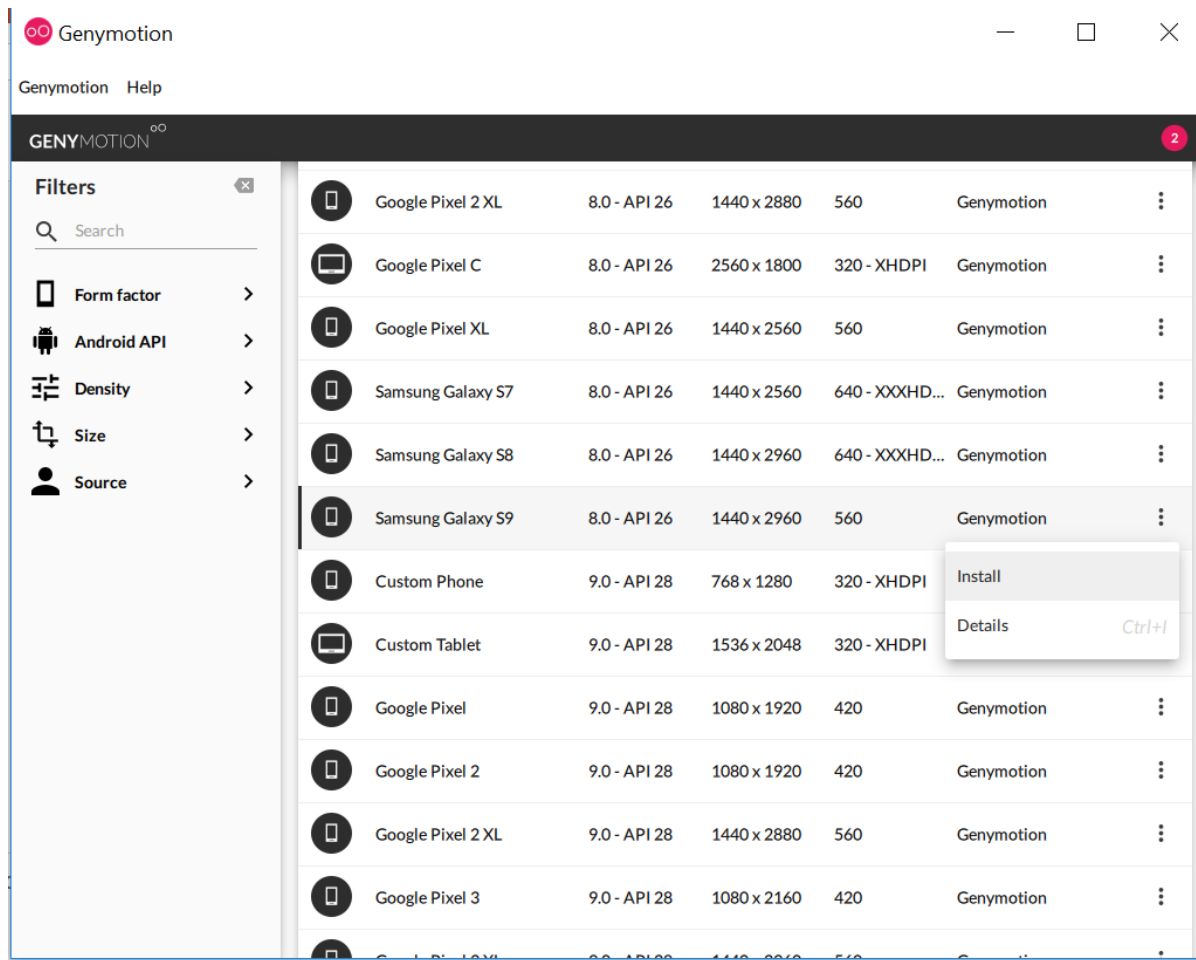 Genymotion
Genymotion Help
GENYMOTION oO 2
Filters
Search
Form factor
Android API
Density
Size
Source
Google Pixel 2 XL 8.0 - API 26 1440 x 2880 560 Genymotion
Google Pixel C 8.0 - API 26 2560 x 1800 320 - XHDPI Genymotion
Google Pixel XL 8.0 - API 26 1440 x 2560 560 Genymotion
Samsung Galaxy S7 8.0 - API 26 1440 x 2560 640 - XXXHD... Genymotion
Samsung Galaxy S8 8.0 - API 26 1440 x 2960 640 - XXXHD... Genymotion
Samsung Galaxy S9 8.0 - API 26 1440 x 2960 560 Genymotion
Custom Phone 9.0 - API 28 768 x 1280 320 - XHDPI
Install
Details Ctrl+I
Custom Tablet 9.0 - API 28 1536 x 2048 320 - XHDPI
Google Pixel 9.0 - API 28 1080 x 1920 420 Genymotion
Google Pixel 2 9.0 - API 28 1080 x 1920 420 Genymotion
Google Pixel 2 XL 9.0 - API 28 1440 x 2880 560 Genymotion
Google Pixel 3 9.0 - API 28 1080 x 2160 420 Genymotion